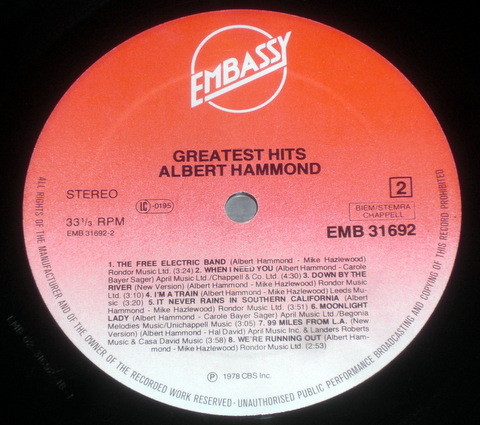 EMBASSY
GREATEST HITS
ALBERT HAMMOND
STEREO
LC-0195
2
BIEM/STEMRA
CHAPPELL
33 1/3 RPM
EMB 31692-2
EMB 31692
1. THE FREE ELECTRIC BAND (Albert Hammond - Mike Hazlewood)
Rondor Music Ltd. (3:24) 2. WHEN I NEED YOU (Albert Hammond - Carole
Bayer Sager) April Music Ltd/Chappell & Co. Ltd. (4:30) 3. DOWN BY THE
RIVER (New Version) (Albert Hammond - Mike Hazlewood) Rondor Music
Ltd. (3:10) 4. I'M A TRAIN (Albert Hammond - Mike Hazlewood) Leeds Mu-
sic (3:20) 5. IT NEVER RAINS IN SOUTHERN CALIFORNIA (Albert
Hammond - Mike Hazlewood) Rondor Music Ltd. (3:51) 6. MOONLIGHT
LADY (Albert Hammond - Carole Bayer Sager) April Music Ltd./Begonia
Melodies Music/Unichappell Music (3:05) 7. 99 MILES FROM L.A. (New
Version) (Albert Hammond - Hal David) April Music Inc. & Landers Roberts
Music & Casa David Music (3:58) 8. WE'RE RUNNING OUT (Albert Ham-
mond - Mike Hazlewood) Rondor Music Ltd. (2:53)
Ⓟ 1978 CBS Inc.
ALL RIGHTS OF THE MANUFACTURER AND OF THE OWNER OF THE RECORDED WORK RESERVED - UNAUTHORISED PUBLIC PERFORMANCE BROADCASTING AND COPYING OF THIS RECORD PROHIBITED